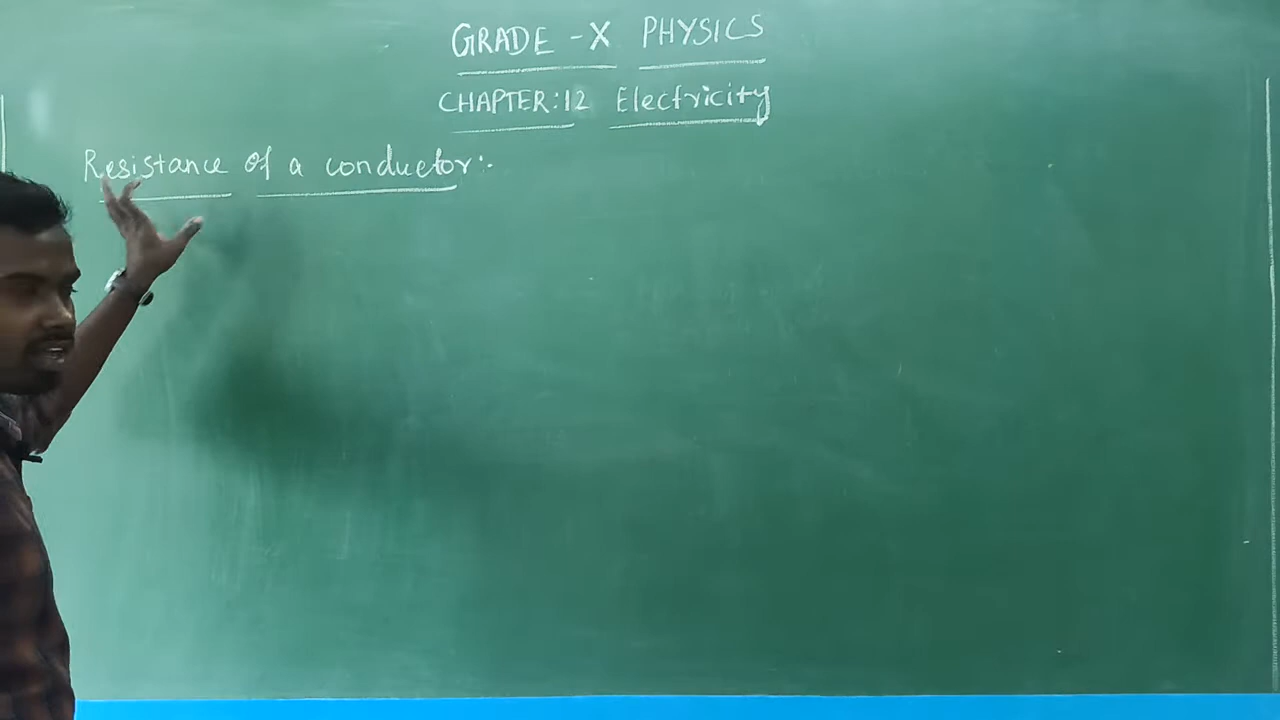 GRADE - X PHYSICS
CHAPTER:12 Electricity
Resistance of a conductor:-